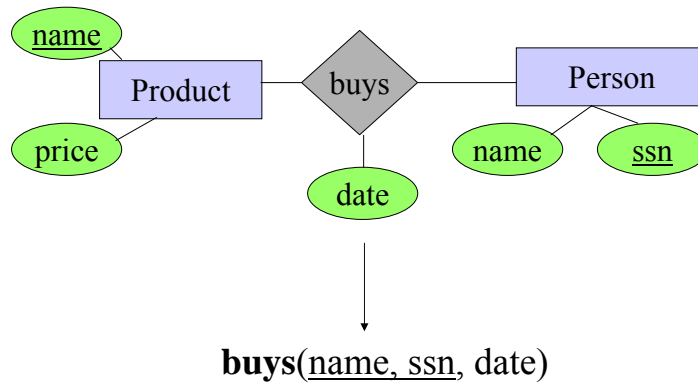 name
Product
buys
Person
price
name
ssn
date
buys(name, ssn, date)